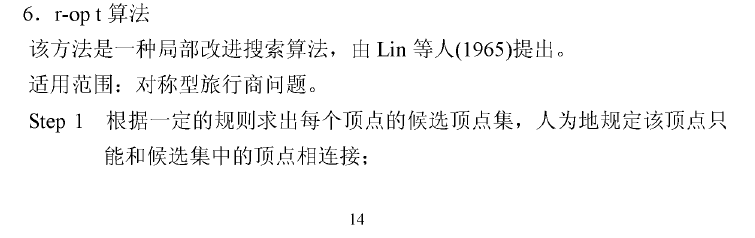 6．r-op t 算法
该方法是一种局部改进搜索算法，由 Lin 等人(1965)提出。
适用范围：对称型旅行商问题。
Step 1 根据一定的规则求出每个顶点的候选顶点集，人为地规定该顶点只
能和候选集中的顶点相连接；
14